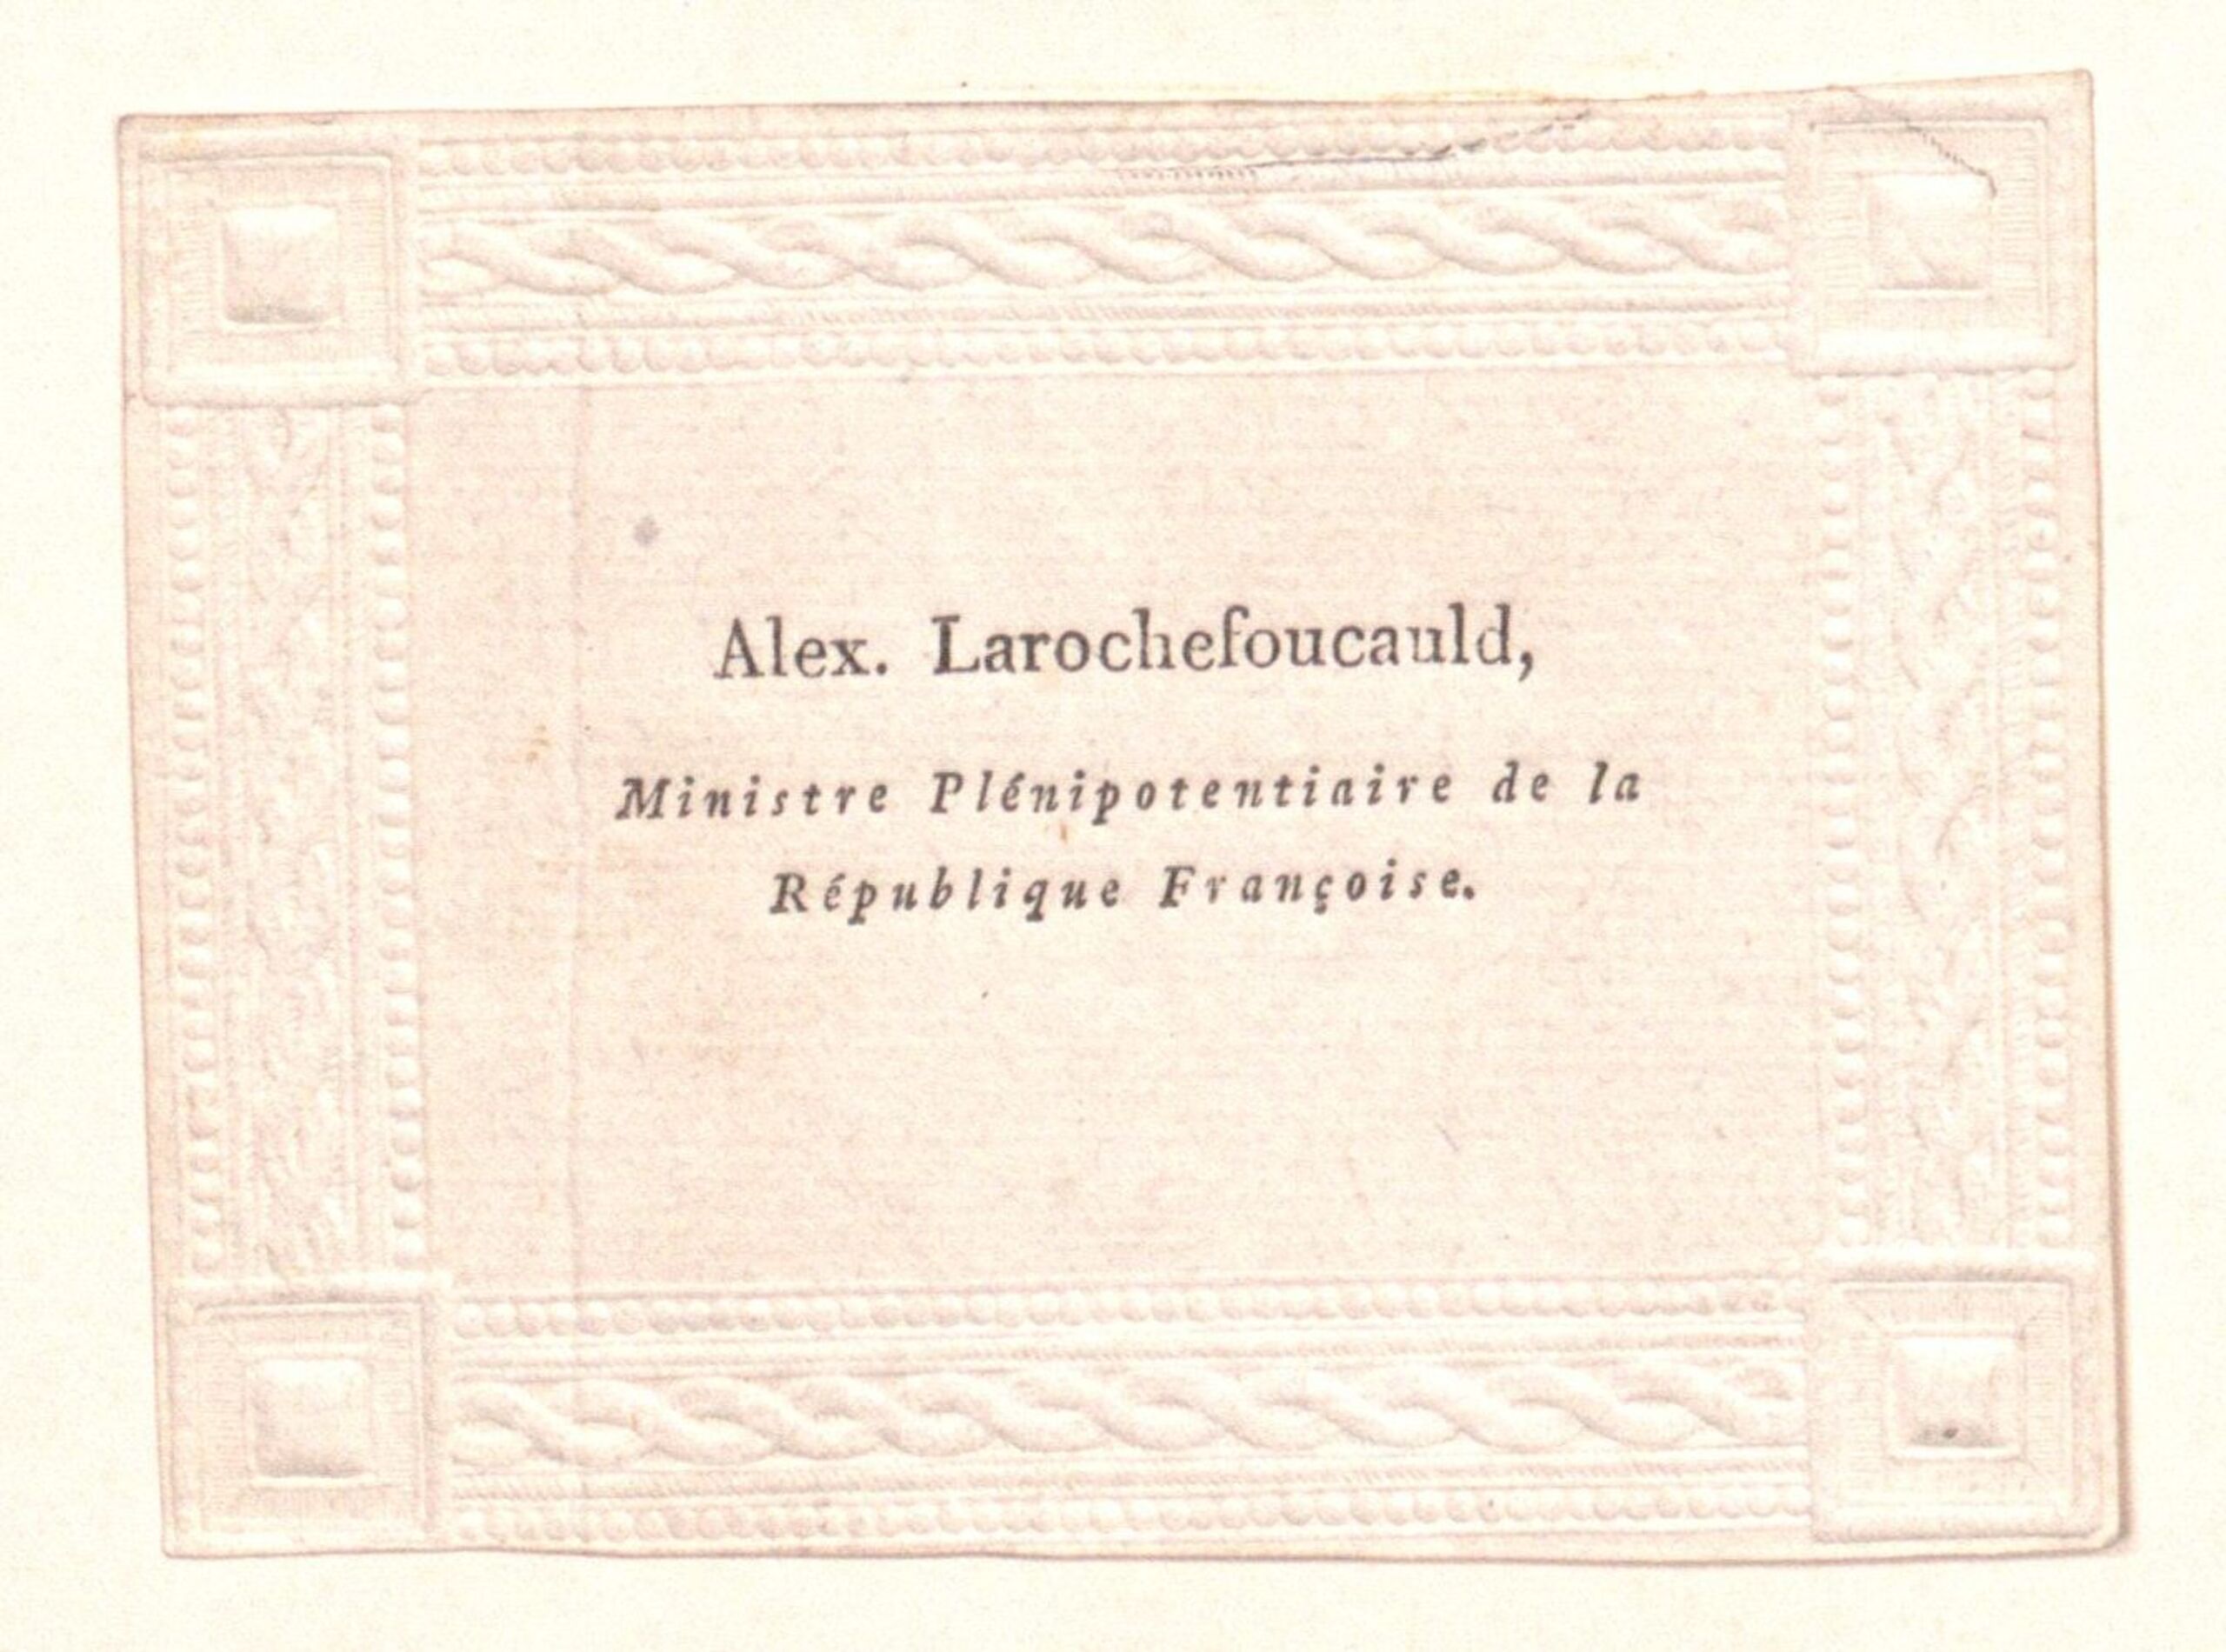 Alex. Larochefoucauld,
Ministre Plénipotentiaire de la
République Françoise.